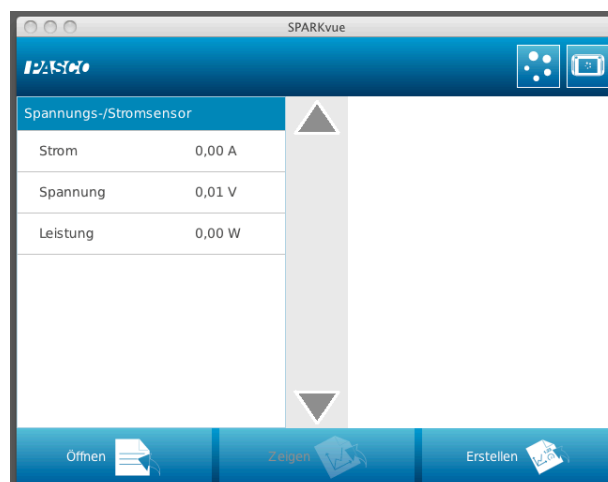 SPARKvue
PASCO
Spannungs-/Stromsensor
Strom 0,00 A
Spannung 0,01 V
Leistung 0,00 W
Öffnen Zeigen Erstellen